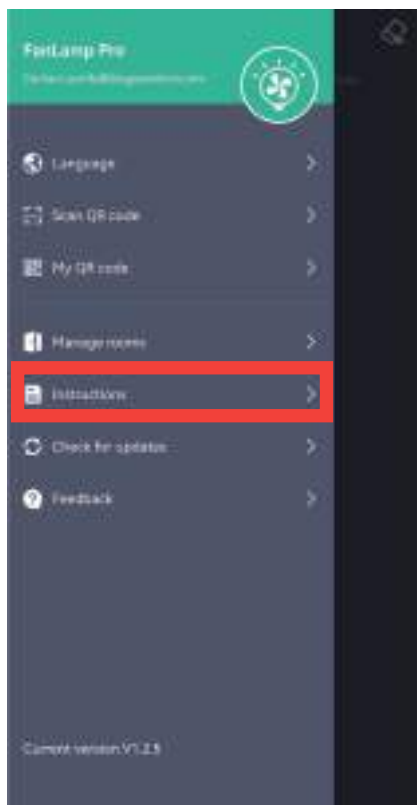 FanLamp Pro
Language
Scan QR code
My QR code
Manage rooms
Instructions
Check for updates
Feedback
Current version V1.2.5